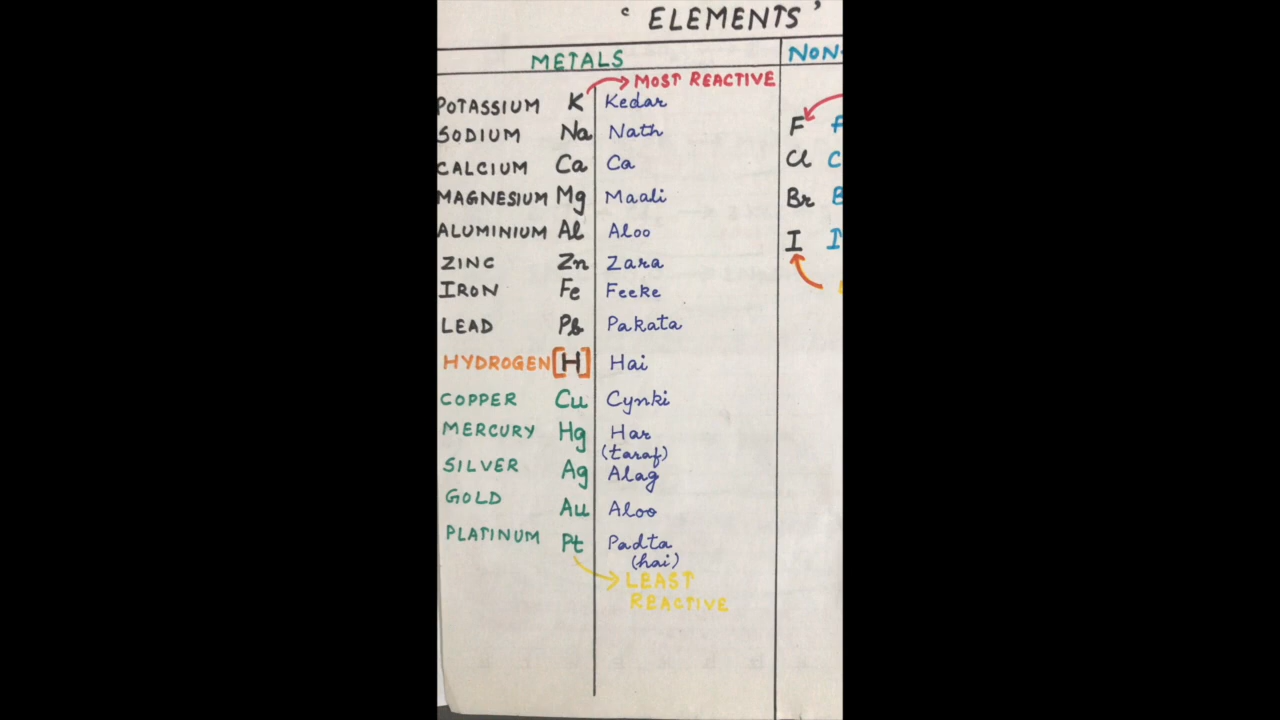 ‘ ELEMENTS ’
METALS
NON-
MOST REACTIVE
POTASSIUM K Kedar
SODIUM Na Nath
CALCIUM Ca Ca
MAGNESIUM Mg Maali
ALUMINIUM Al Aloo
ZINC Zn Zara
IRON Fe Feeke
LEAD Pb Pakata
HYDROGEN [H] Hai
COPPER Cu Cynki
MERCURY Hg Har
(taraf)
SILVER Ag Alag
GOLD Au Aloo
PLATINUM Pt Padta
(hai)
LEAST
REACTIVE
F
Cl C
Br B
I I